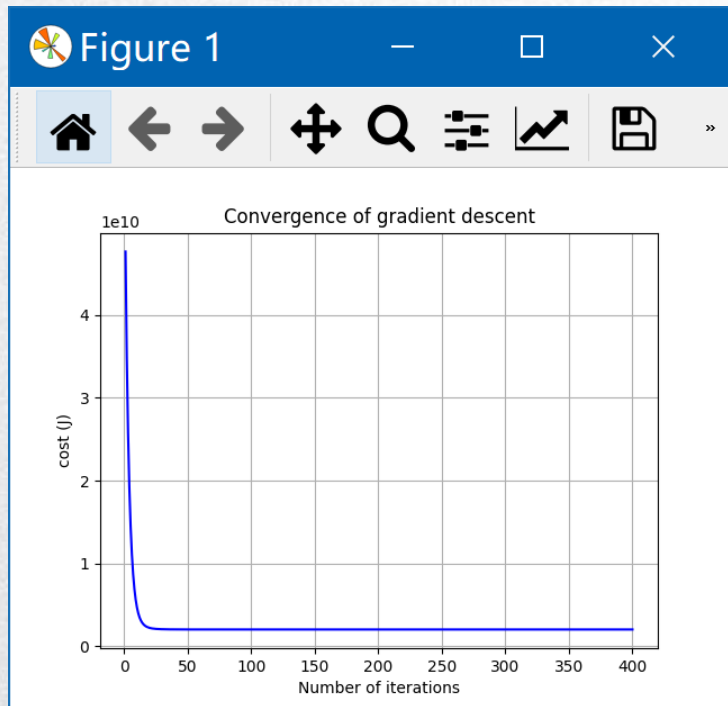 Figure 1
»
Convergence of gradient descent
1e10
4
3
2
1
0
cost (J)
0 50 100 150 200 250 300 350 400
Number of iterations